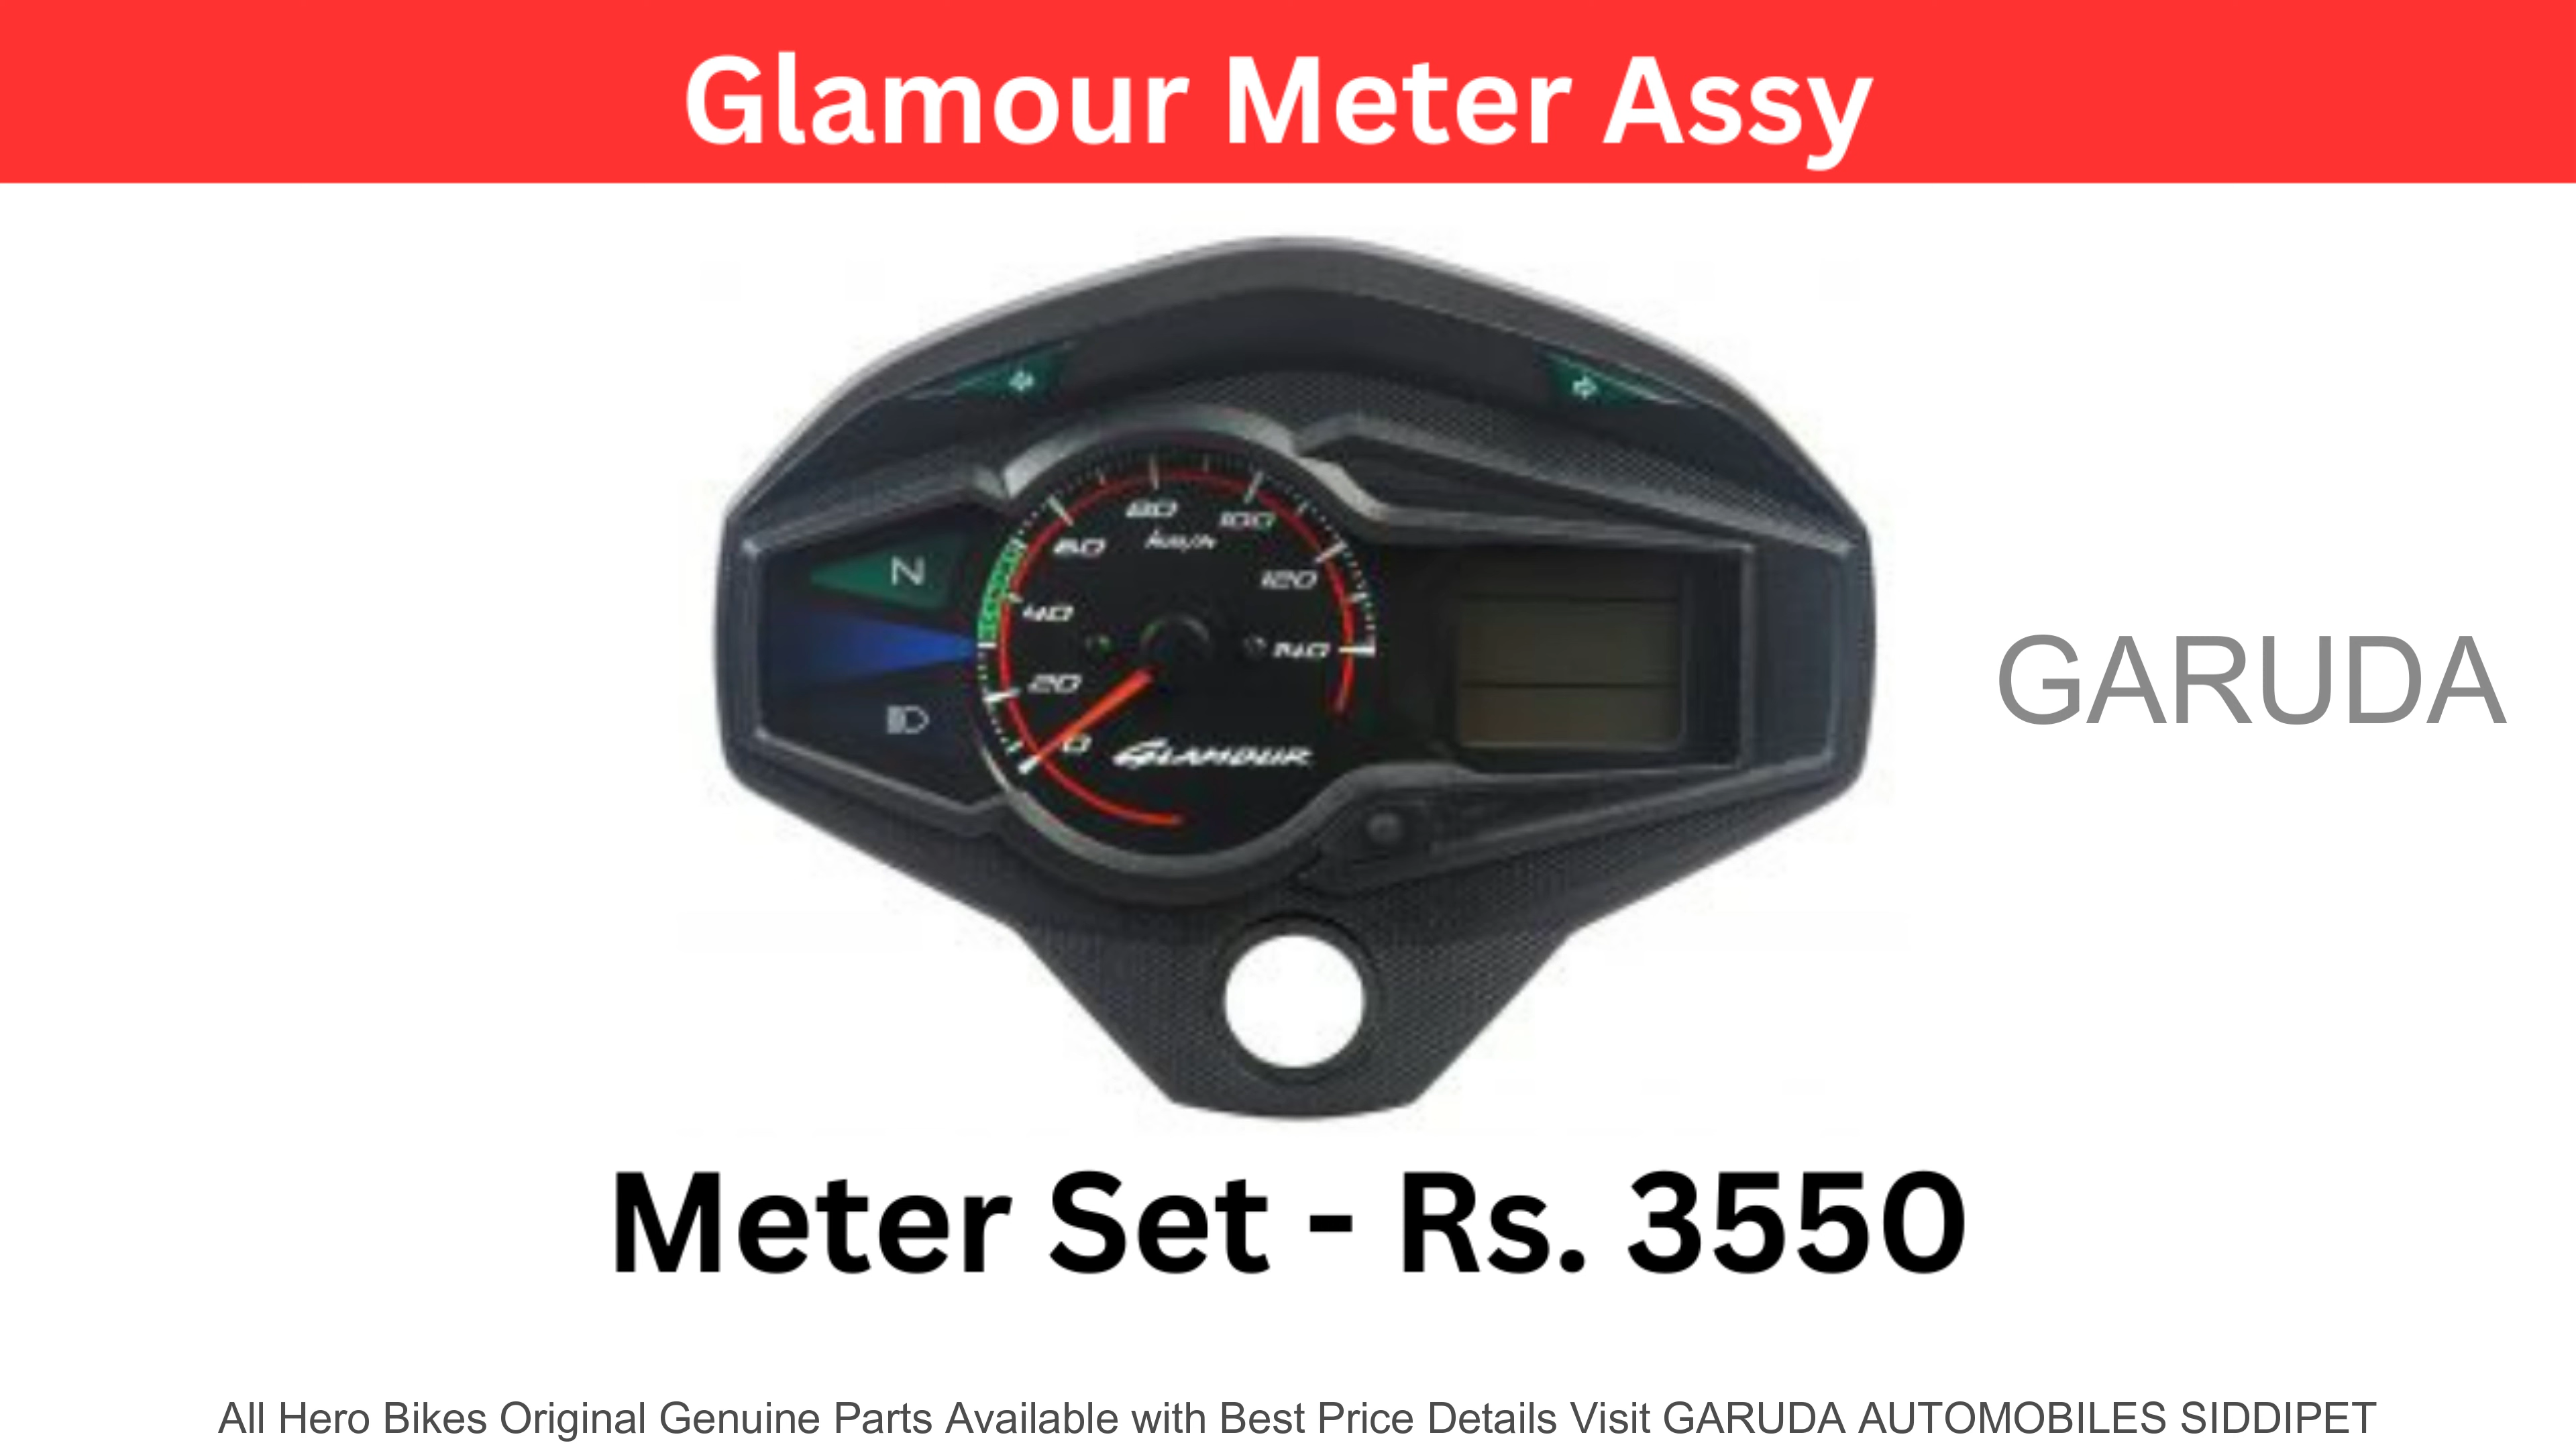 Glamour Meter Assy
80
100
60
km/h
120
N
40
140
20
0
GLAMOUR
GARUDA
Meter Set - Rs. 3550
All Hero Bikes Original Genuine Parts Available with Best Price Details Visit GARUDA AUTOMOBILES SIDDIPET